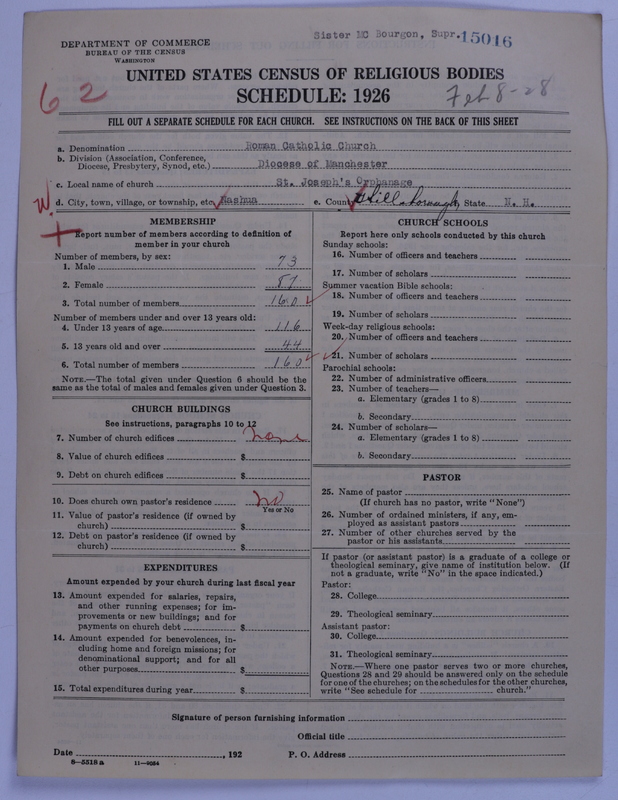 Sister MC Bourgon, Supr. 15016
DEPARTMENT OF COMMERCE
BUREAU OF THE CENSUS
WASHINGTON
62
UNITED STATES CENSUS OF RELIGIOUS BODIES
SCHEDULE: 1926
Feb 8-28
FILL OUT A SEPARATE SCHEDULE FOR EACH CHURCH. SEE INSTRUCTIONS ON THE BACK OF THIS SHEET
a. Denomination Roman Catholic Church
b. Division (Association, Conference, Diocese, Presbytery, Synod, etc.) Diocese of Manchester
c. Local name of church St. Joseph's Orphanage
d. City, town, village, or township, etc. Nashua e. County Hillsborough State N. H.
MEMBERSHIP
Report number of members according to definition of
member in your church
Number of members, by sex:
1. Male 73
2. Female 87
3. Total number of members 160
Number of members under and over 13 years old:
4. Under 13 years of age 116
5. 13 years old and over 44
6. Total number of members 160
NOTE.—The total given under Question 6 should be the
same as the total of males and females given under Question 3.
CHURCH BUILDINGS
See instructions, paragraphs 10 to 12
7. Number of church edifices none
8. Value of church edifices $
9. Debt on church edifices $
10. Does church own pastor's residence no
Yes or No
11. Value of pastor's residence (if owned by
church) $
12. Debt on pastor's residence (if owned by
church) $
EXPENDITURES
Amount expended by your church during last fiscal year
13. Amount expended for salaries, repairs,
and other running expenses; for im-
provements or new buildings; and for
payments on church debt $
14. Amount expended for benevolences, in-
cluding home and foreign missions; for
denominational support; and for all
other purposes $
15. Total expenditures during year $
CHURCH SCHOOLS
Report here only schools conducted by this church
Sunday schools:
16. Number of officers and teachers
17. Number of scholars
Summer vacation Bible schools:
18. Number of officers and teachers
19. Number of scholars
Week-day religious schools:
20. Number of officers and teachers
21. Number of scholars
Parochial schools:
22. Number of administrative officers
23. Number of teachers—
a. Elementary (grades 1 to 8)
b. Secondary
24. Number of scholars—
a. Elementary (grades 1 to 8)
b. Secondary
PASTOR
25. Name of pastor
(If church has no pastor, write "None")
26. Number of ordained ministers, if any, em-
ployed as assistant pastors
27. Number of other churches served by the
pastor or his assistants
If pastor (or assistant pastor) is a graduate of a college or
theological seminary, give name of institution below. (If
not a graduate, write "No" in the space indicated.)
Pastor:
28. College
29. Theological seminary
Assistant pastor:
30. College
31. Theological seminary
NOTE.—Where one pastor serves two or more churches,
Questions 28 and 29 should be answered only on the schedule
for one of the churches; on the schedules for the other churches,
write "See schedule for church."
Signature of person furnishing information
Official title
Date , 192 P. O. Address
8-5518 a 11-9034